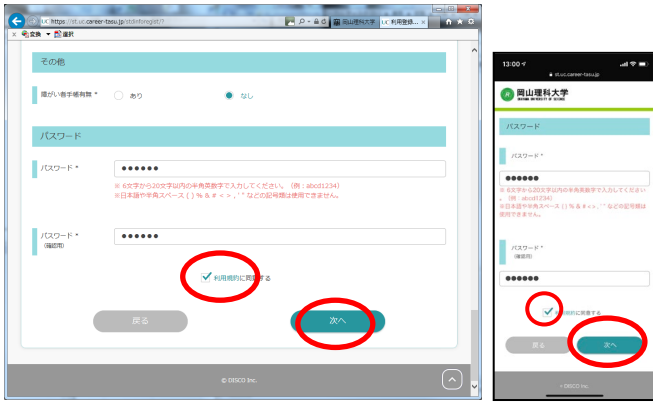 https://st.uc.career-tasu.jp/stdinforegist/?
岡山理科大学
UC 利用登録...
変換
選択
その他
障がい者手帳有無 *
あり
なし
パスワード
パスワード *
※ 6文字から20文字以内の半角英数字で入力してください。（例：abcd1234）
※日本語や半角スペース ( ) % & # < > , ' " などの記号類は使用できません。
パスワード *
(確認用)
利用規約に同意する
戻る
次へ
© DISCO Inc.
13:00
st.uc.career-tasu.jp
岡山理科大学
OKAYAMA UNIVERSITY OF SCIENCE
パスワード
パスワード *
※ 6文字から20文字以内の半角英数字で入力してください
。（例：abcd1234）
※日本語や半角スペース ( ) % & # < > , ' " などの記号類は
使用できません。
パスワード *
(確認用)
利用規約に同意する
戻る
次へ
© DISCO Inc.